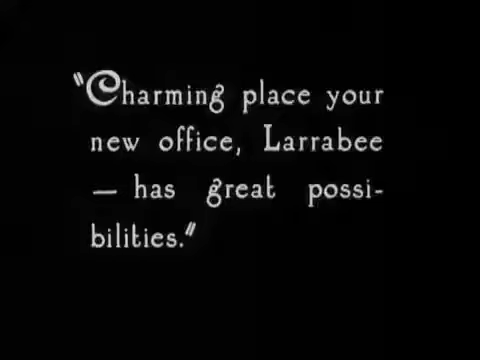 "Charming place your
new office, Larrabee
— has great possi-
bilities."